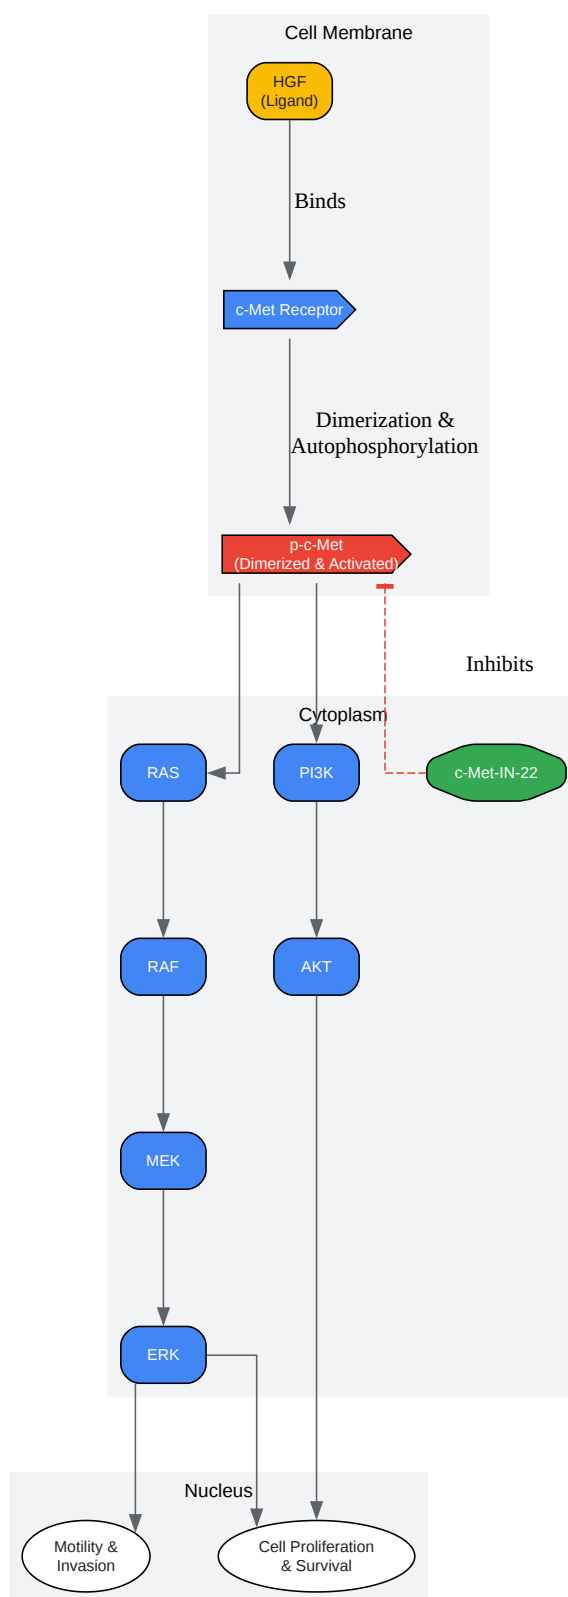 Cell Membrane
HGF
(Ligand)
Binds
c-Met Receptor
Dimerization &
Autophosphorylation
p-c-Met
(Dimerized & Activated)
Inhibits
Cytoplasm
RAS
PI3K
c-Met-IN-22
RAF
AKT
MEK
ERK
Nucleus
Motility &
Invasion
Cell Proliferation
& Survival